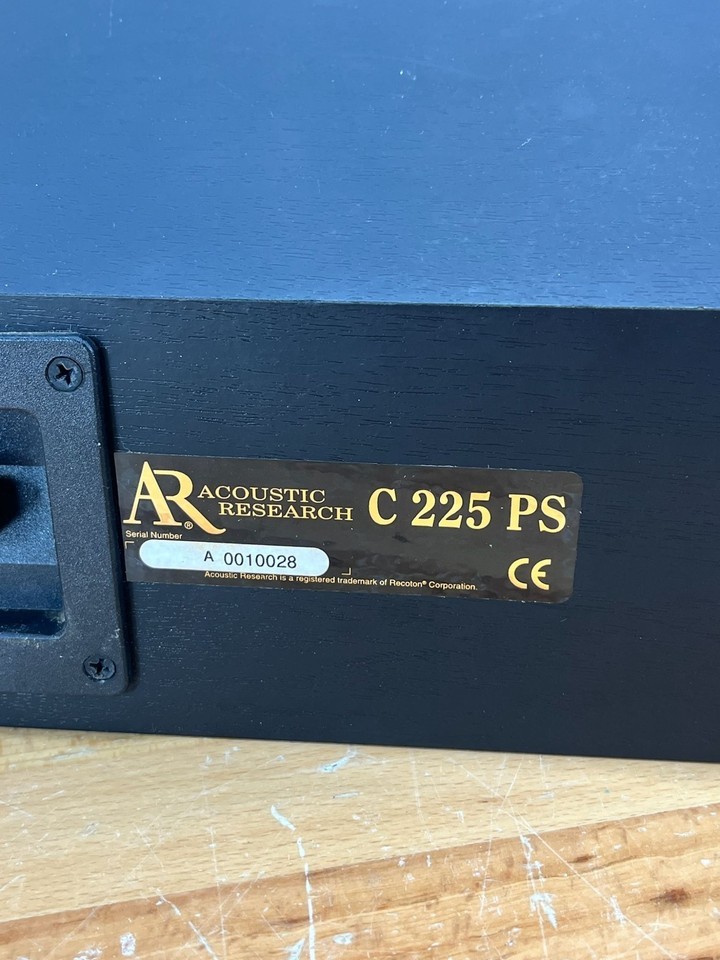 AR® ACOUSTIC RESEARCH C 225 PS
Serial Number
A 0010028
CE
Acoustic Research is a registered trademark of Recoton® Corporation.